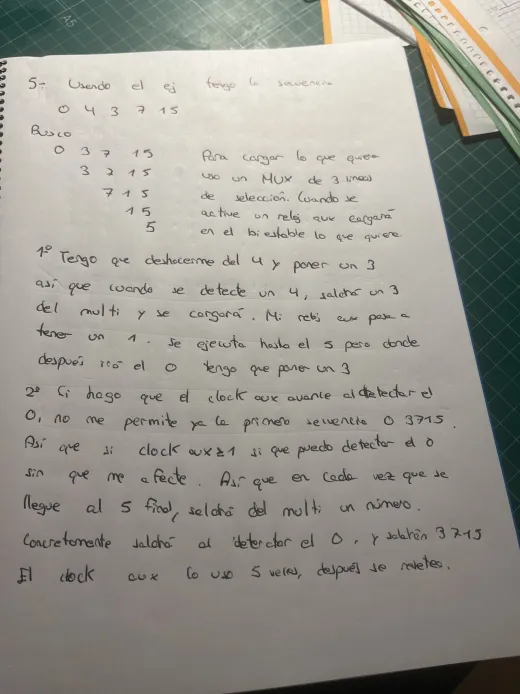 5- Usando el ej tengo la secuencia
0 4 3 7 1 5
Busco
0 3 7 1 5 Para cargar lo que quiera
3 7 1 5 uso un MUX de 3 lineas
7 1 5 de selección. Cuando se
1 5 active un reloj aux cargará
5 en el biestable lo que quiera
1º Tengo que deshacerme del 4 y poner un 3
así que cuando se detecte un 4, saldrá un 3
del multi y se cargará. Mi reloj aux pasa a
tener un 1. Se ejecuta hasta el 5 pero donde
después irá el 0 tengo que poner un 3
2º Si hago que el clock aux avance al detectar el
0, no me permite ya la primera secuencia 0 3715.
Así que si clock aux≥1 si que puedo detectar el 0
sin que me afecte. Así que en cada vez que se
llegue al 5 final, saldrá del multi un número.
Concretamente saldrá al detectar el 0, y saldrán 3 7 1 5
El clock aux lo uso 5 veces, después se resetea.